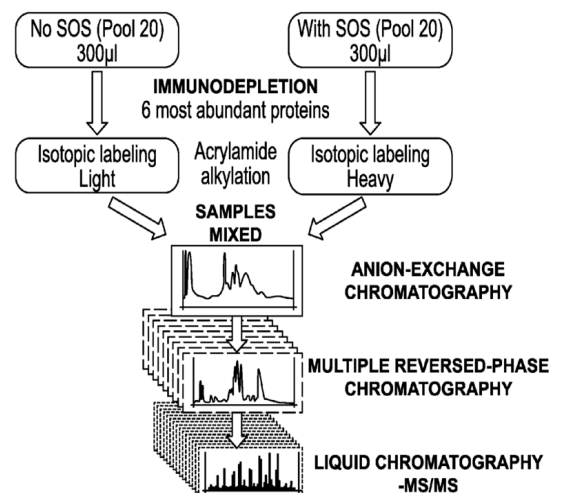 No SOS (Pool 20)
300µl
With SOS (Pool 20)
300µl
IMMUNODEPLETION
6 most abundant proteins
Isotopic labeling
Light
Acrylamide
alkylation
Isotopic labeling
Heavy
SAMPLES
MIXED
ANION-EXCHANGE
CHROMATOGRAPHY
MULTIPLE REVERSED-PHASE
CHROMATOGRAPHY
LIQUID CHROMATOGRAPHY
-MS/MS